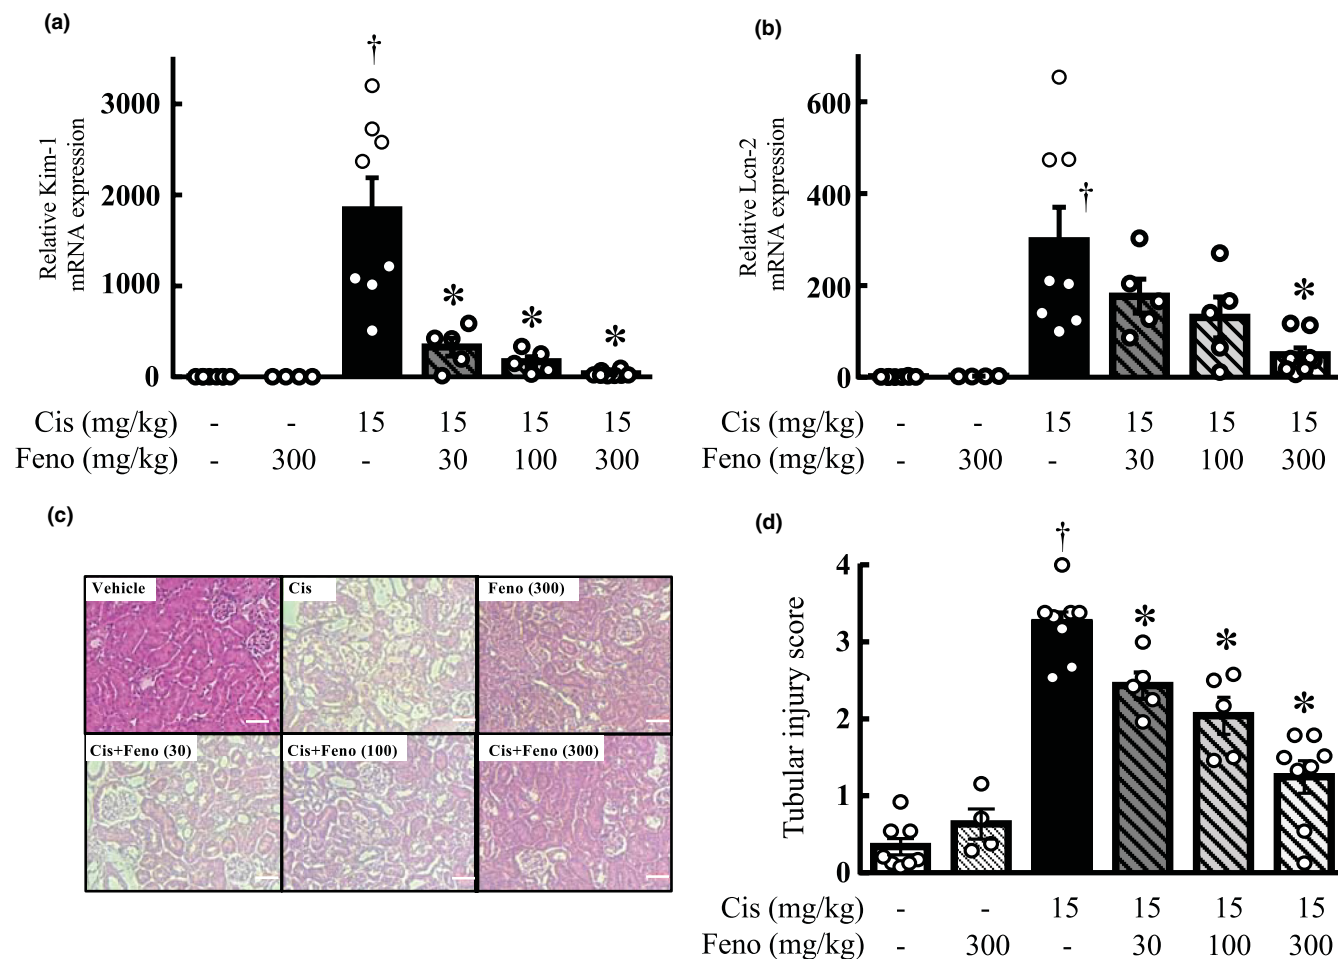 (a)
†
3000
2000
1000
0
Relative Kim-1
mRNA expression
*
*
*
Cis (mg/kg) - - 15 15 15 15
Feno (mg/kg) - 300 - 30 100 300
(b)
600
400
200
0
Relative Lcn-2
mRNA expression
†
*
Cis (mg/kg) - - 15 15 15 15
Feno (mg/kg) - 300 - 30 100 300
(c)
Vehicle
Cis
Feno (300)
Cis+Feno (30)
Cis+Feno (100)
Cis+Feno (300)
(d)
†
4
3
2
1
0
Tubular injury score
*
*
*
Cis (mg/kg) - - 15 15 15 15
Feno (mg/kg) - 300 - 30 100 300